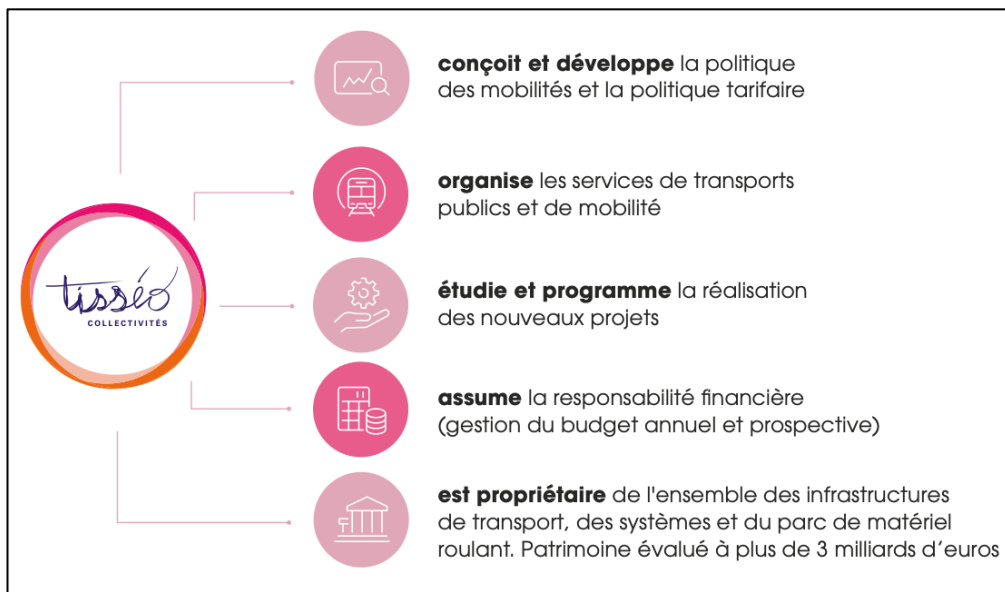 conçoit et développe la politique
des mobilités et la politique tarifaire
organise les services de transports
publics et de mobilité
tisséo
COLLECTIVITÉS
étudie et programme la réalisation
des nouveaux projets
assume la responsabilité financière
(gestion du budget annuel et prospective)
est propriétaire de l'ensemble des infrastructures
de transport, des systèmes et du parc de matériel
roulant. Patrimoine évalué à plus de 3 milliards d’euros